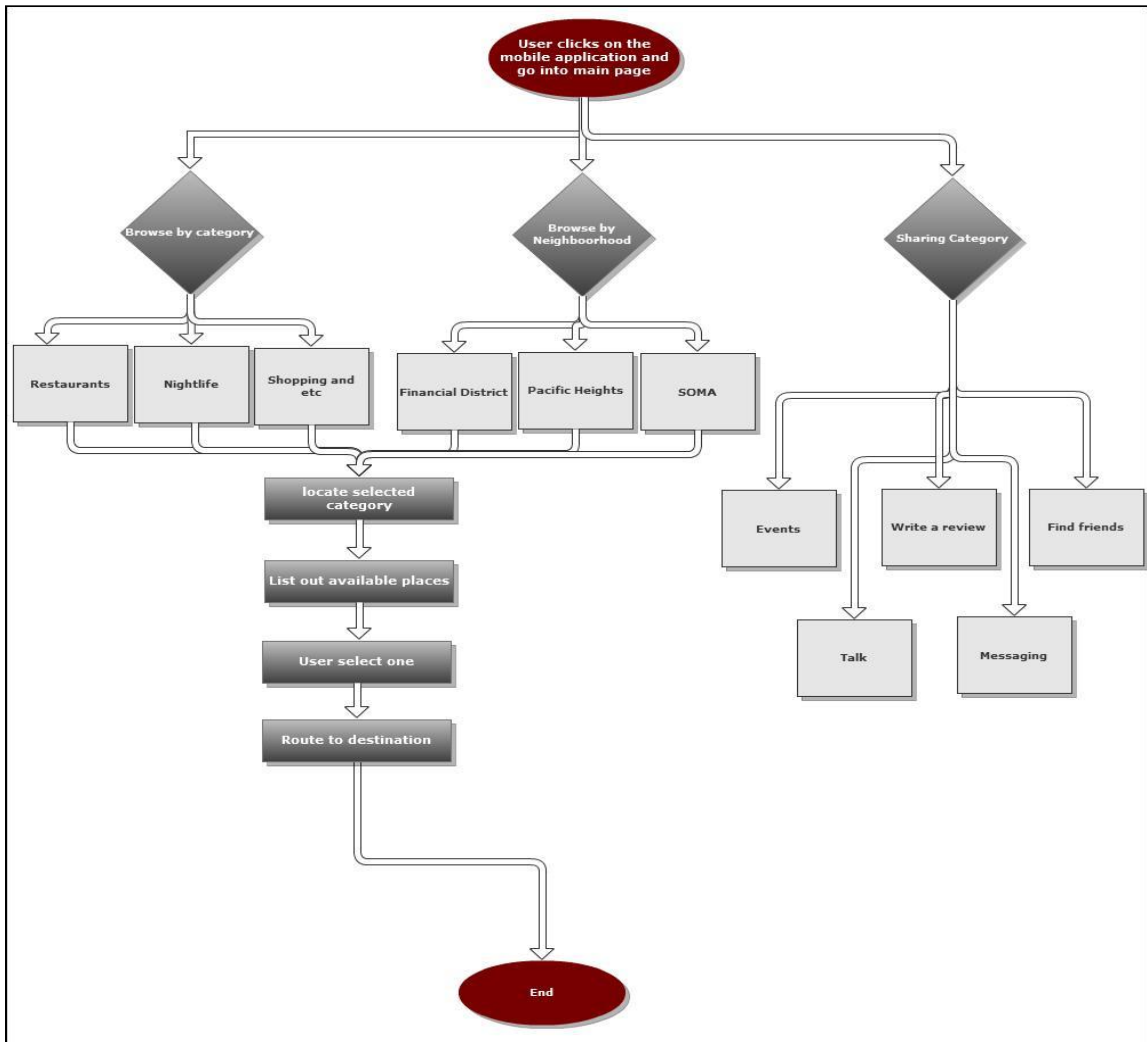 User clicks on the
mobile application and
go into main page
Browse by category
Browse by
Neighboorhood
Sharing Category
Restaurants
Nightlife
Shopping and
etc
Financial District
Pacific Heights
SOMA
locate selected
category
Events
Write a review
Find friends
List out available places
User select one
Talk
Messaging
Route to destination
End